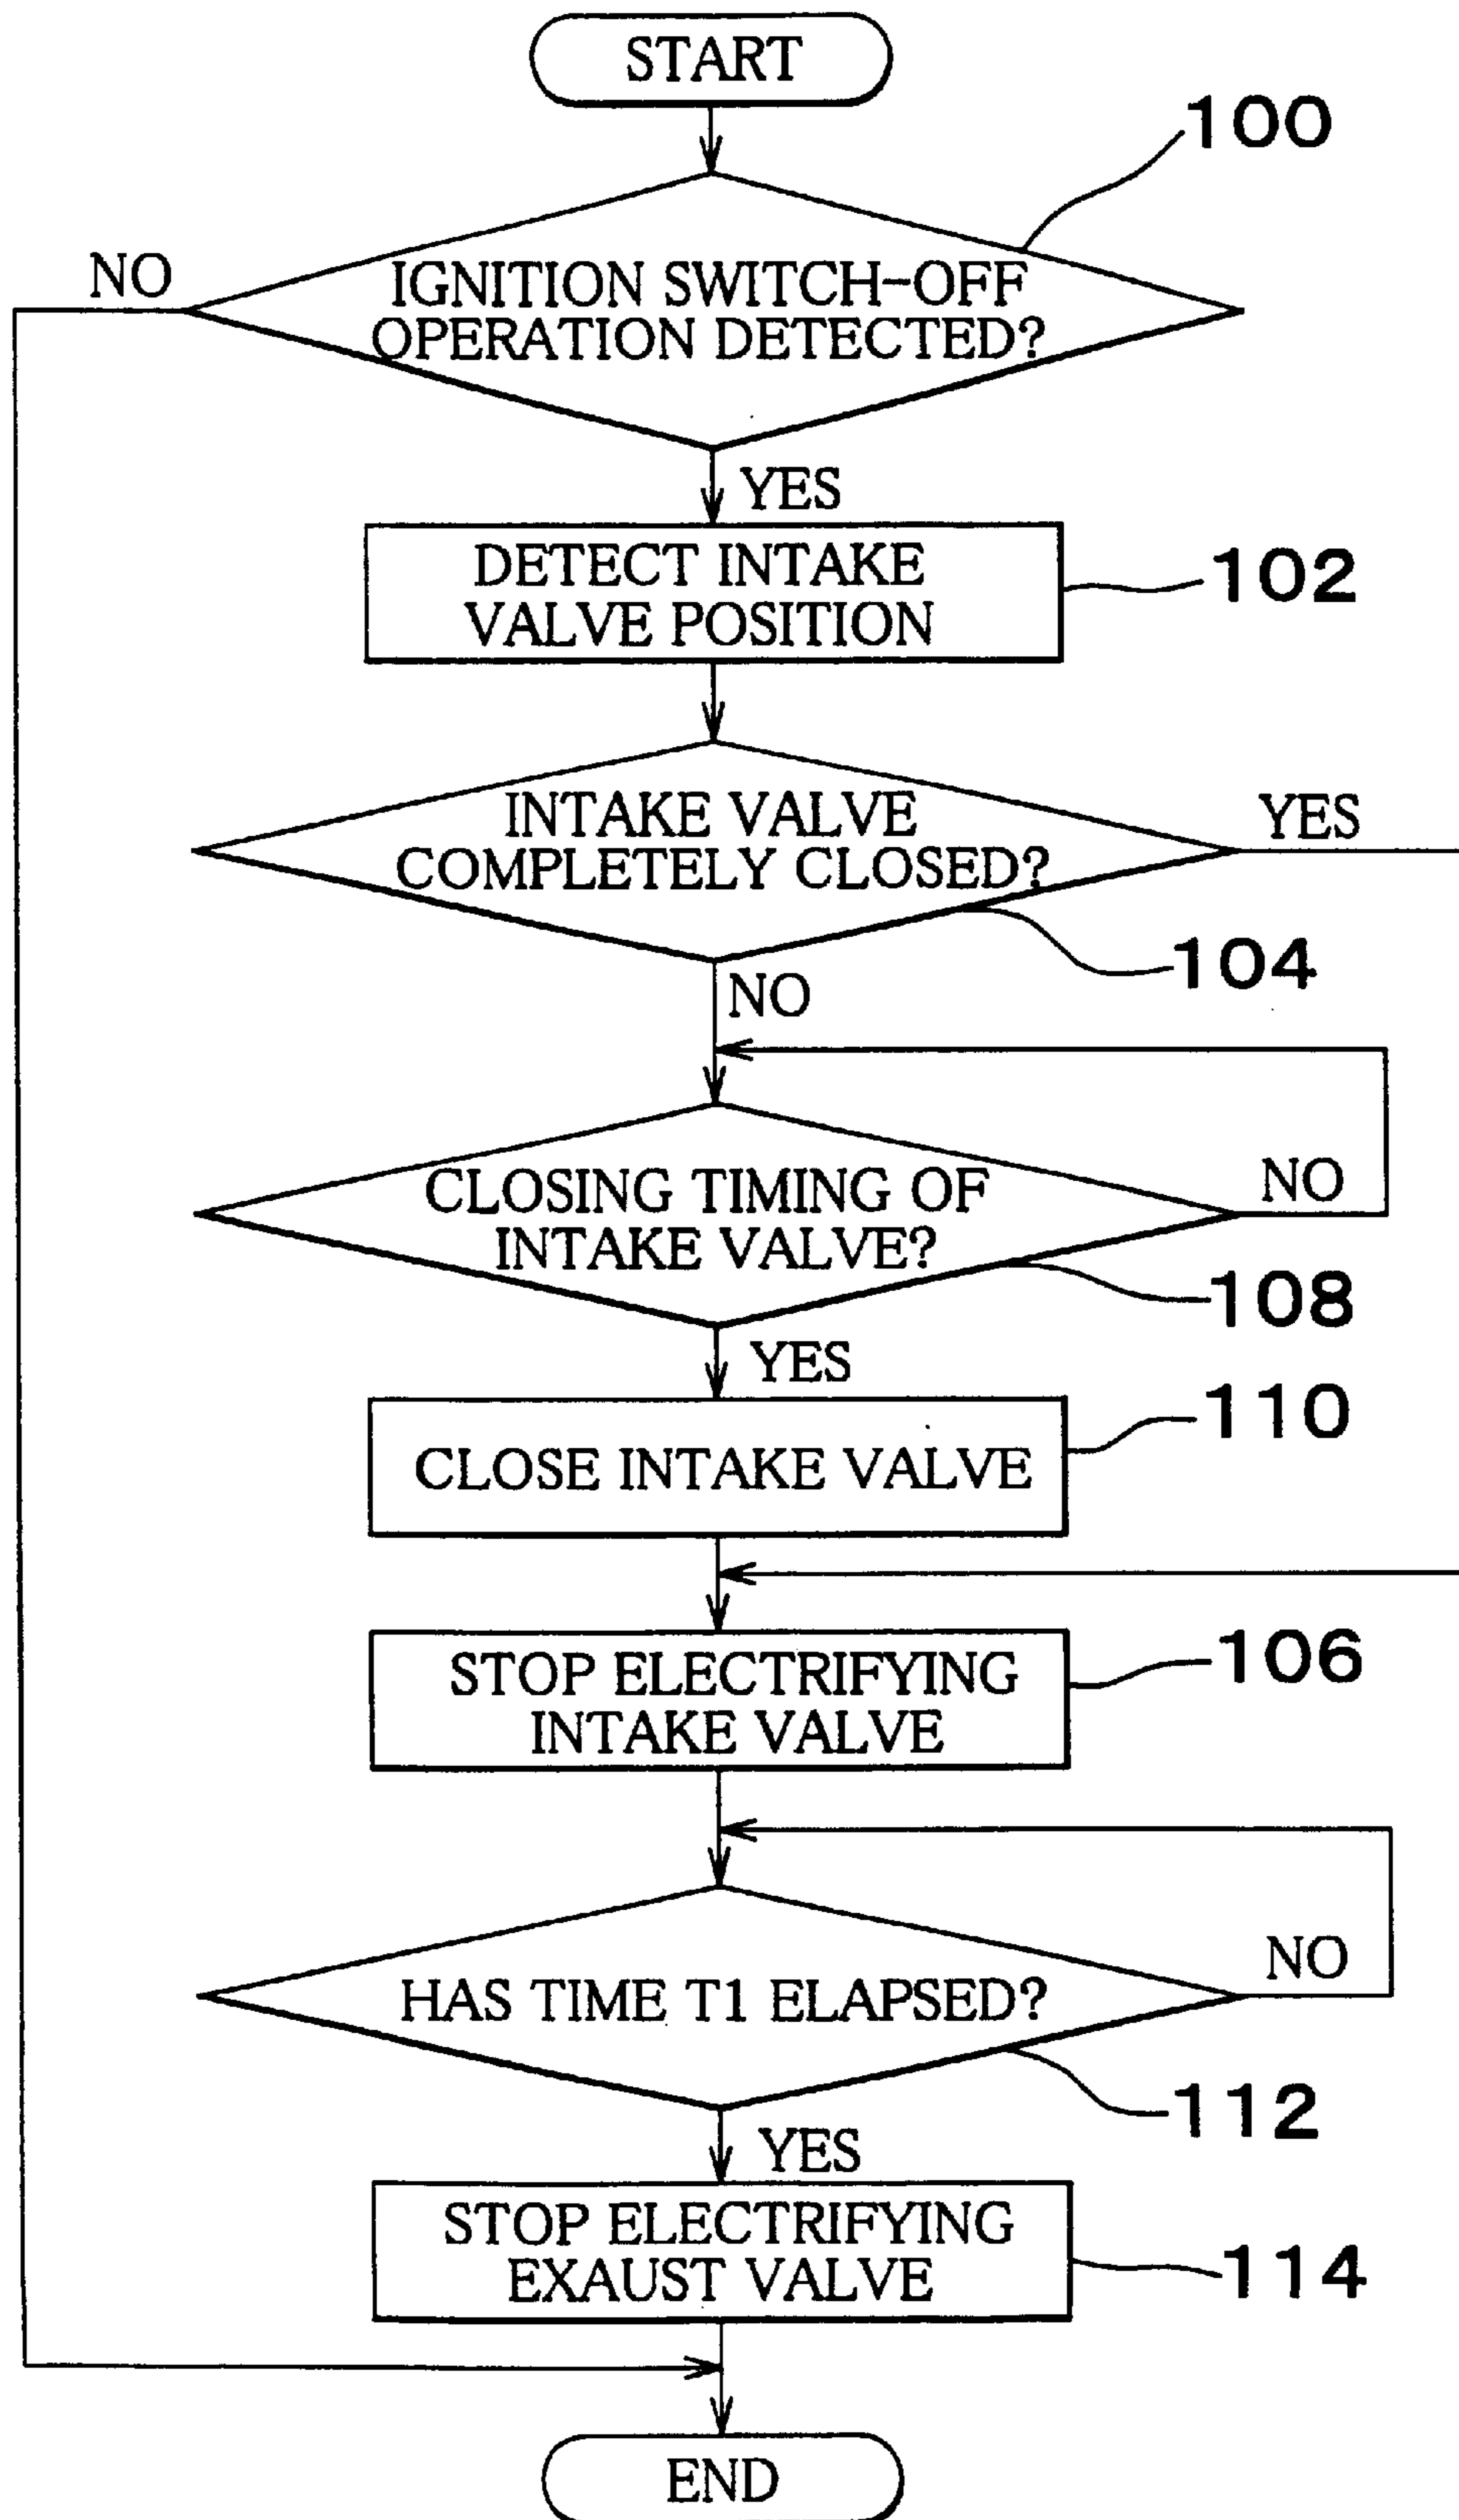 START
100
NO
IGNITION SWITCH-OFF
OPERATION DETECTED?
YES
DETECT INTAKE
VALVE POSITION
102
INTAKE VALVE
COMPLETELY CLOSED?
YES
104
NO
CLOSING TIMING OF
INTAKE VALVE?
NO
108
YES
110
CLOSE INTAKE VALVE
106
STOP ELECTRIFYING
INTAKE VALVE
NO
HAS TIME T1 ELAPSED?
112
YES
STOP ELECTRIFYING
EXAUST VALVE
114
END